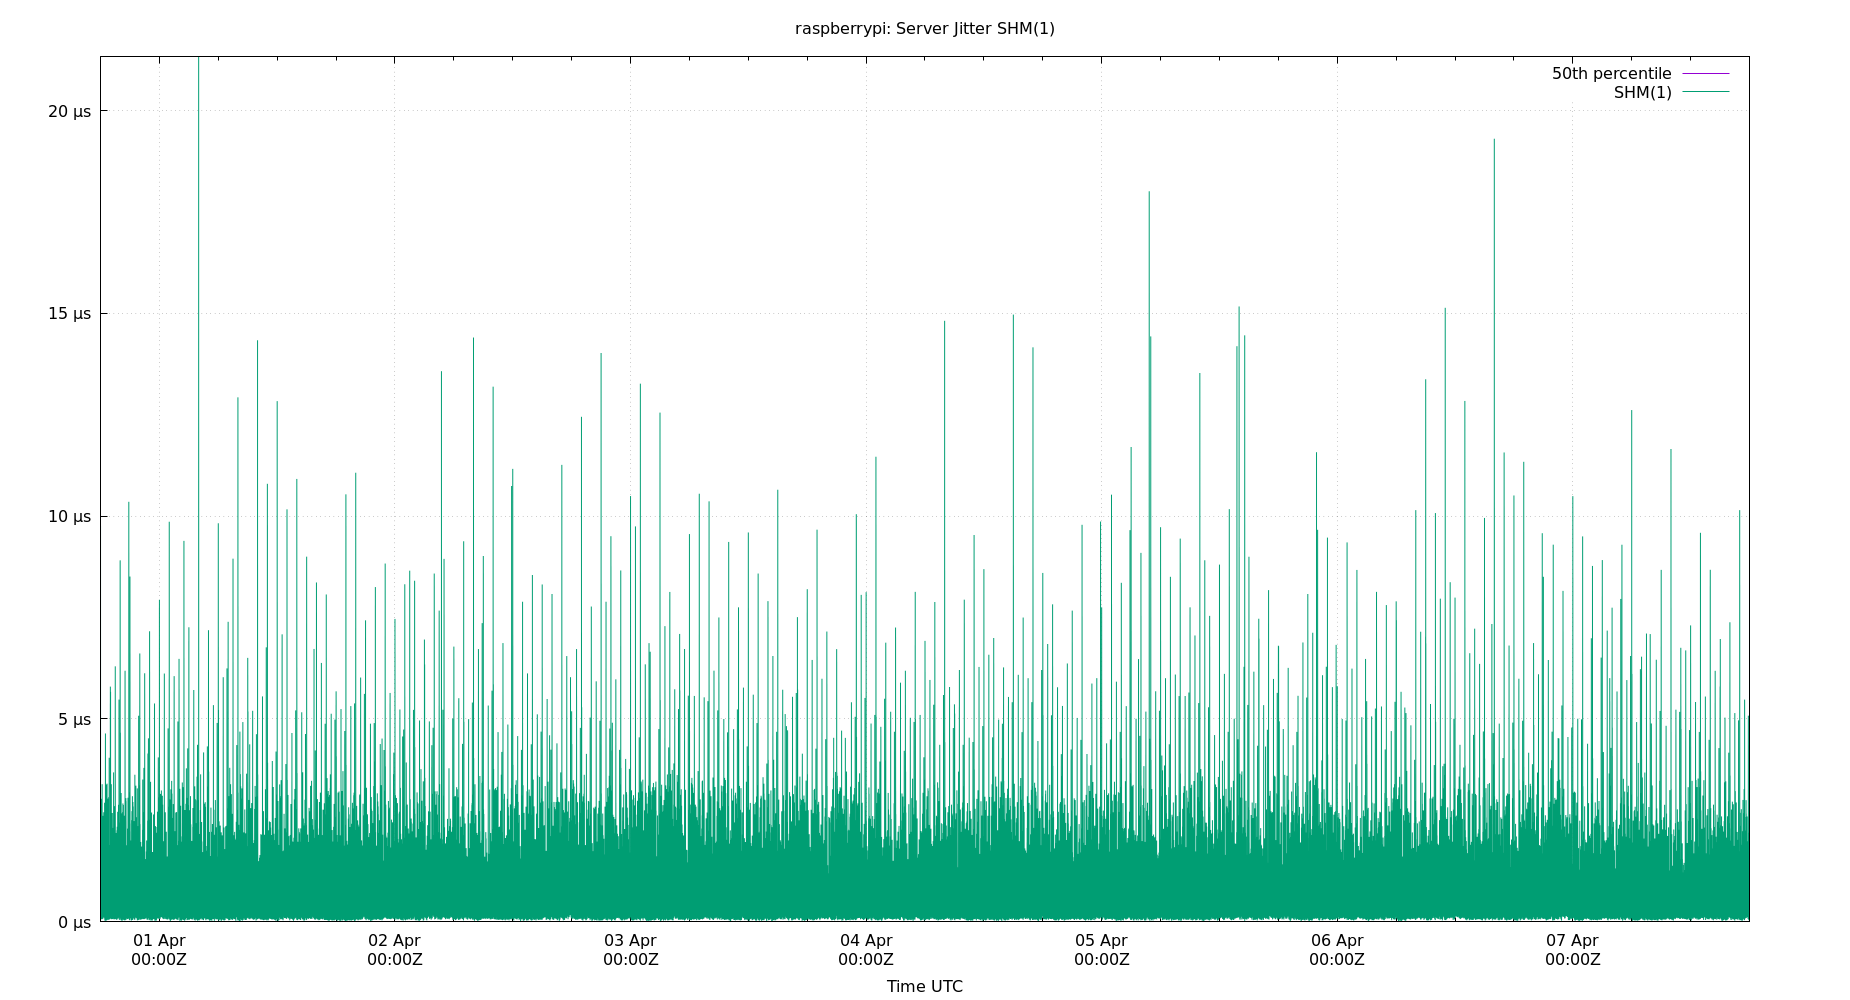 raspberrypi: Server Jitter SHM(1)
50th percentile
SHM(1)
20 µs
15 µs
10 µs
5 µs
0 µs
01 Apr 02 Apr 03 Apr 04 Apr 05 Apr 06 Apr 07 Apr
00:00Z 00:00Z 00:00Z 00:00Z 00:00Z 00:00Z 00:00Z
Time UTC